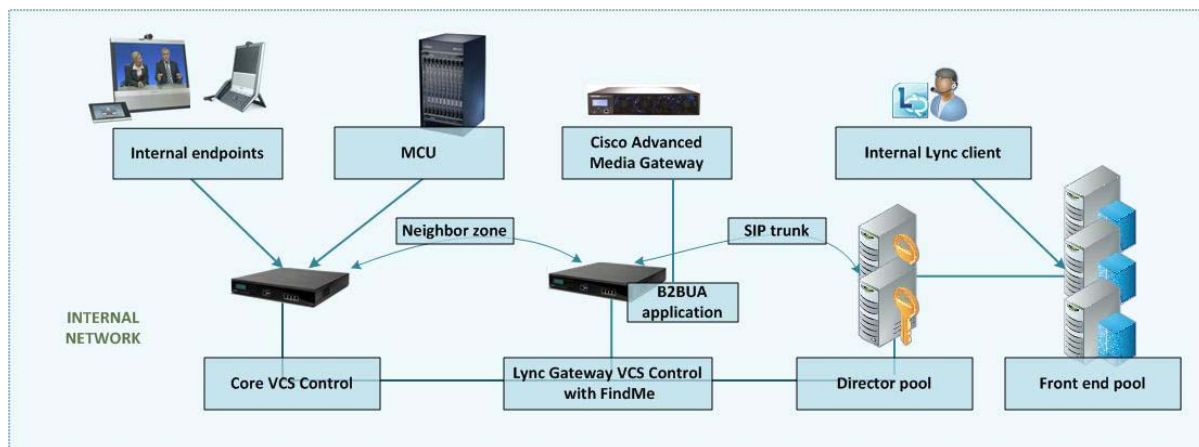 Internal endpoints
MCU
Cisco Advanced
Media Gateway
Internal Lync client
Neighbor zone
SIP trunk
B2BUA
application
INTERNAL
NETWORK
Core VCS Control
Lync Gateway VCS Control
with FindMe
Director pool
Front end pool